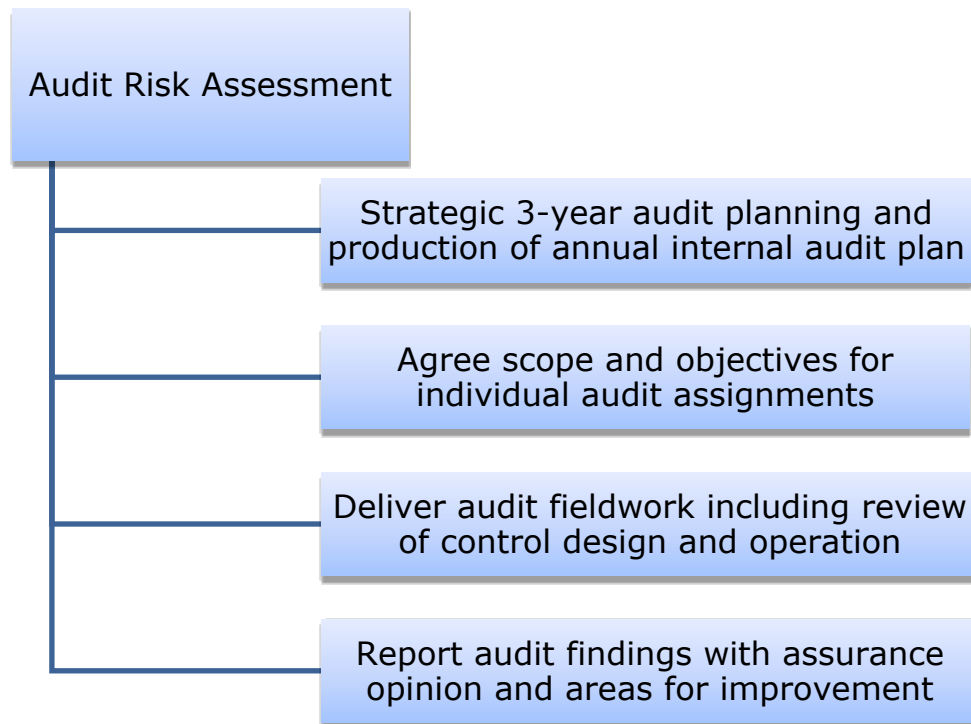 Audit Risk Assessment
Strategic 3-year audit planning and
production of annual internal audit plan
Agree scope and objectives for
individual audit assignments
Deliver audit fieldwork including review
of control design and operation
Report audit findings with assurance
opinion and areas for improvement